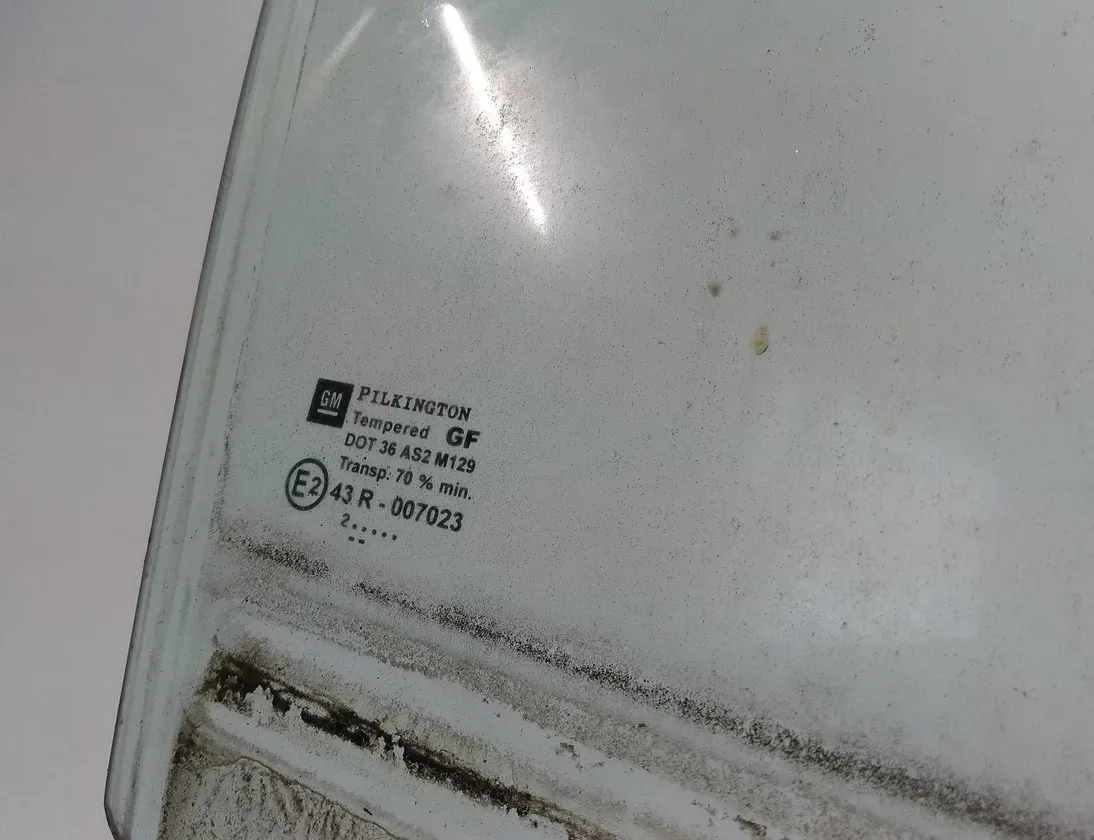 GM PILKINGTON
Tempered GF
DOT 36 AS2 M129
Transp: 70 % min.
E2 43 R - 007023
2.....
--